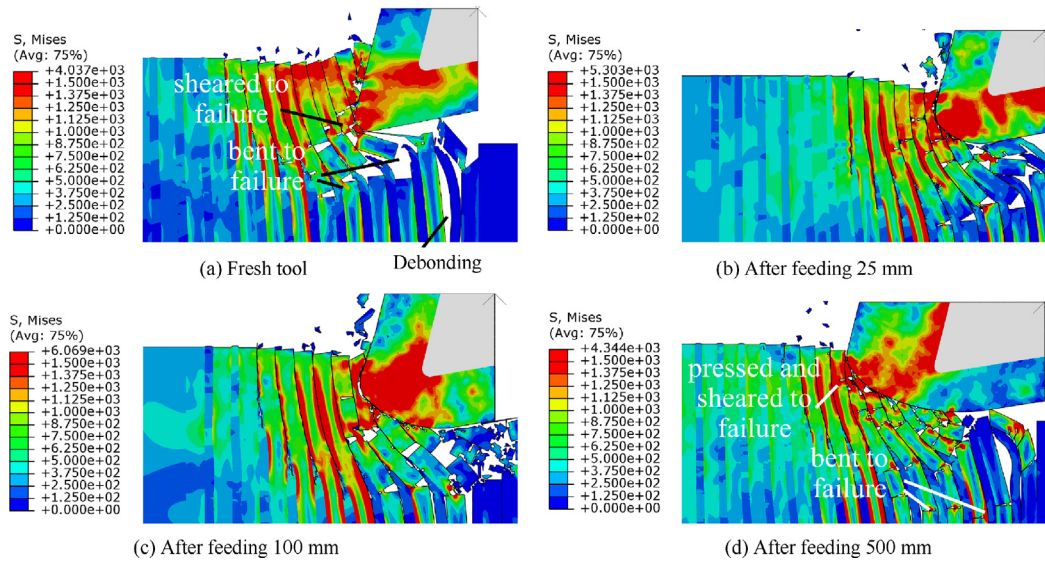 S, Mises
(Avg: 75%)
+4.037e+03
+1.500e+03
+1.375e+03
+1.250e+03
+1.125e+03
+1.000e+03
+8.750e+02
+7.500e+02
+6.250e+02
+5.000e+02
+3.750e+02
+2.500e+02
+1.250e+02
+0.000e+00
sheared to
failure
bent to
failure
(a) Fresh tool
Debonding
S, Mises
(Avg: 75%)
+5.303e+03
+1.500e+03
+1.375e+03
+1.250e+03
+1.125e+03
+1.000e+03
+8.750e+02
+7.500e+02
+6.250e+02
+5.000e+02
+3.750e+02
+2.500e+02
+1.250e+02
+0.000e+00
(b) After feeding 25 mm
S, Mises
(Avg: 75%)
+6.069e+03
+1.500e+03
+1.375e+03
+1.250e+03
+1.125e+03
+1.000e+03
+8.750e+02
+7.500e+02
+6.250e+02
+5.000e+02
+3.750e+02
+2.500e+02
+1.250e+02
+0.000e+00
(c) After feeding 100 mm
S, Mises
(Avg: 75%)
+4.344e+03
+1.500e+03
+1.375e+03
+1.250e+03
+1.125e+03
+1.000e+03
+8.750e+02
+7.500e+02
+6.250e+02
+5.000e+02
+3.750e+02
+2.500e+02
+1.250e+02
+0.000e+00
pressed and
sheared to
failure
bent to
failure
(d) After feeding 500 mm